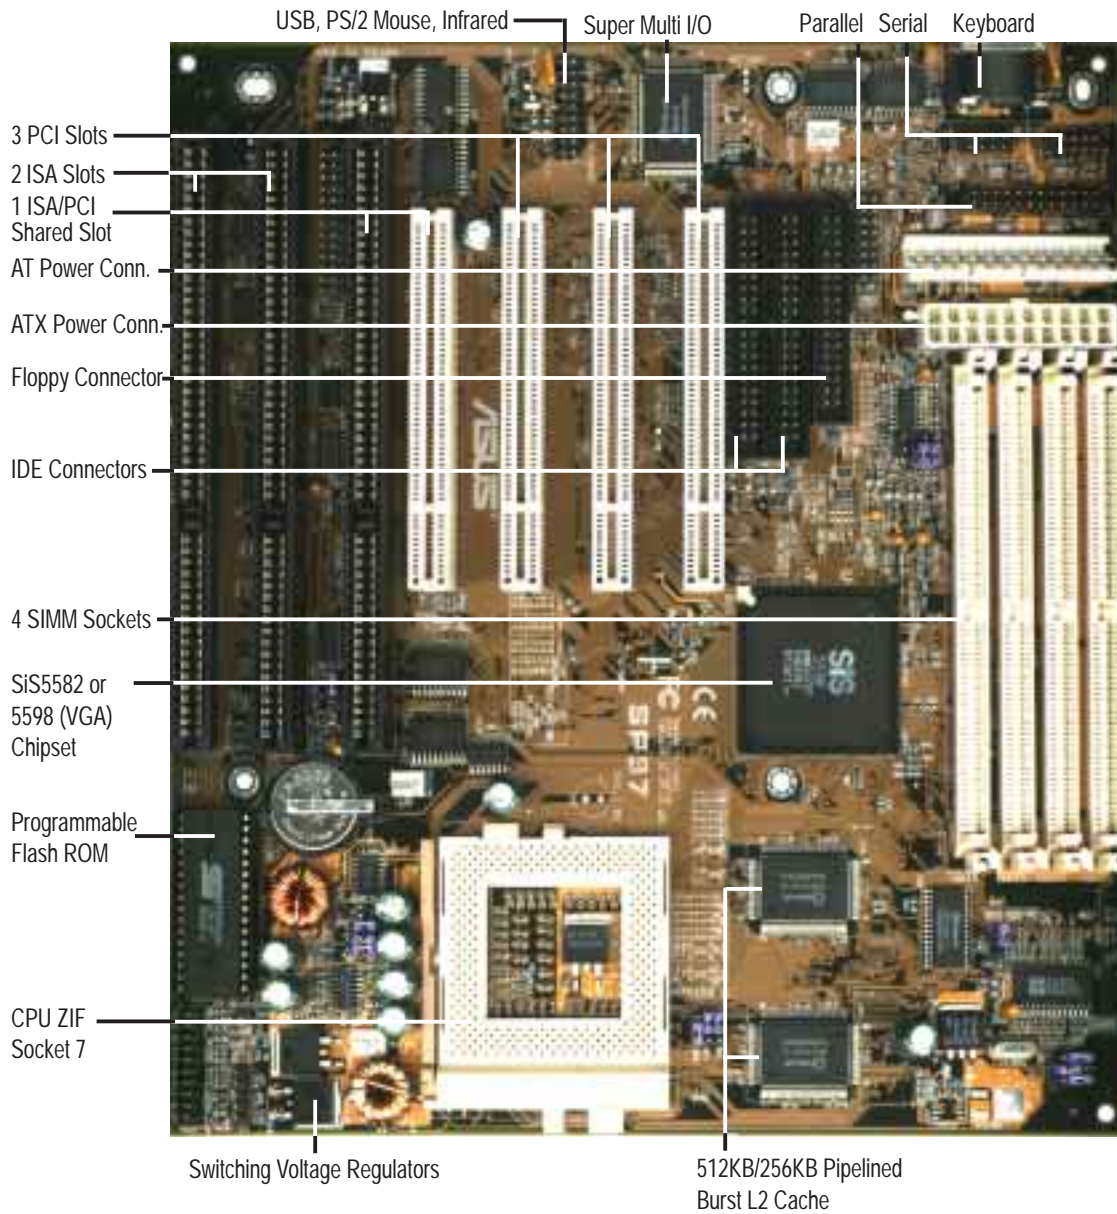 USB, PS/2 Mouse, Infrared
Super Multi I/O
Parallel
Serial
Keyboard
3 PCI Slots
2 ISA Slots
1 ISA/PCI
Shared Slot
AT Power Conn.
ATX Power Conn.
Floppy Connector
IDE Connectors
4 SIMM Sockets
SiS5582 or
5598 (VGA)
Chipset
Programmable
Flash ROM
CPU ZIF
Socket 7
Switching Voltage Regulators
512KB/256KB Pipelined
Burst L2 Cache
ASUS
SiS
CE
SP97